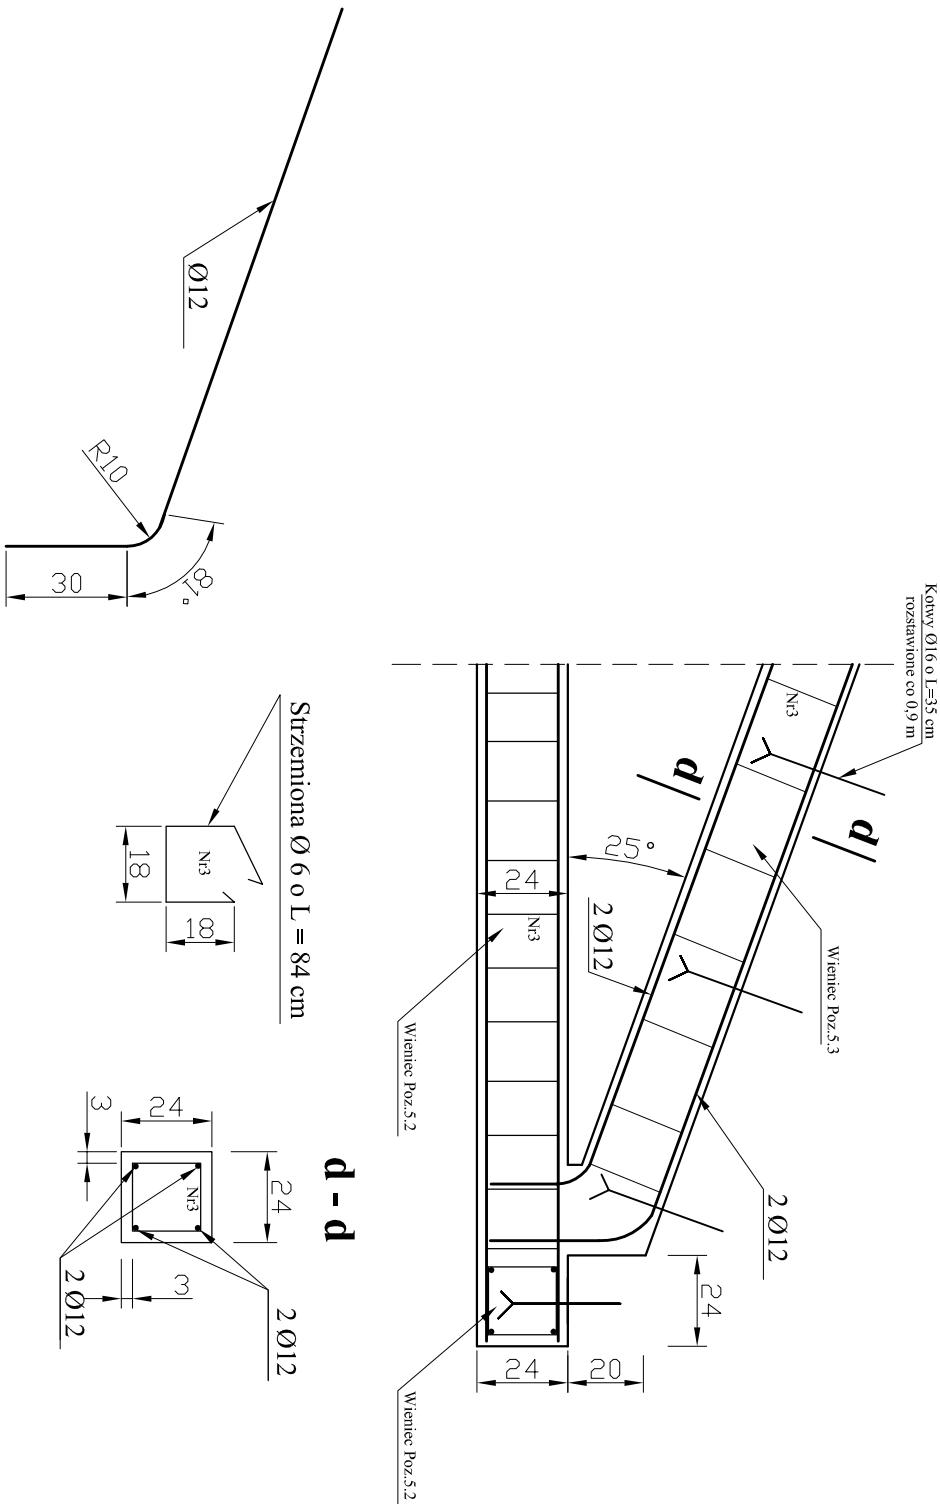 Ø12
R10
81°
30
Kotwy Ø16 o L=35 cm
rozstawione co 0,9 m
Nr3
d
d
25°
24
Nr3
2 Ø12
Wieniec Poz.5.3
Wieniec Poz.5.2
2 Ø12
24
24
20
Wieniec Poz.5.2
Strzemiona Ø 6 o L = 84 cm
Nr3
18
18
d - d
24
24
3
3
Nr3
2 Ø12
2 Ø12